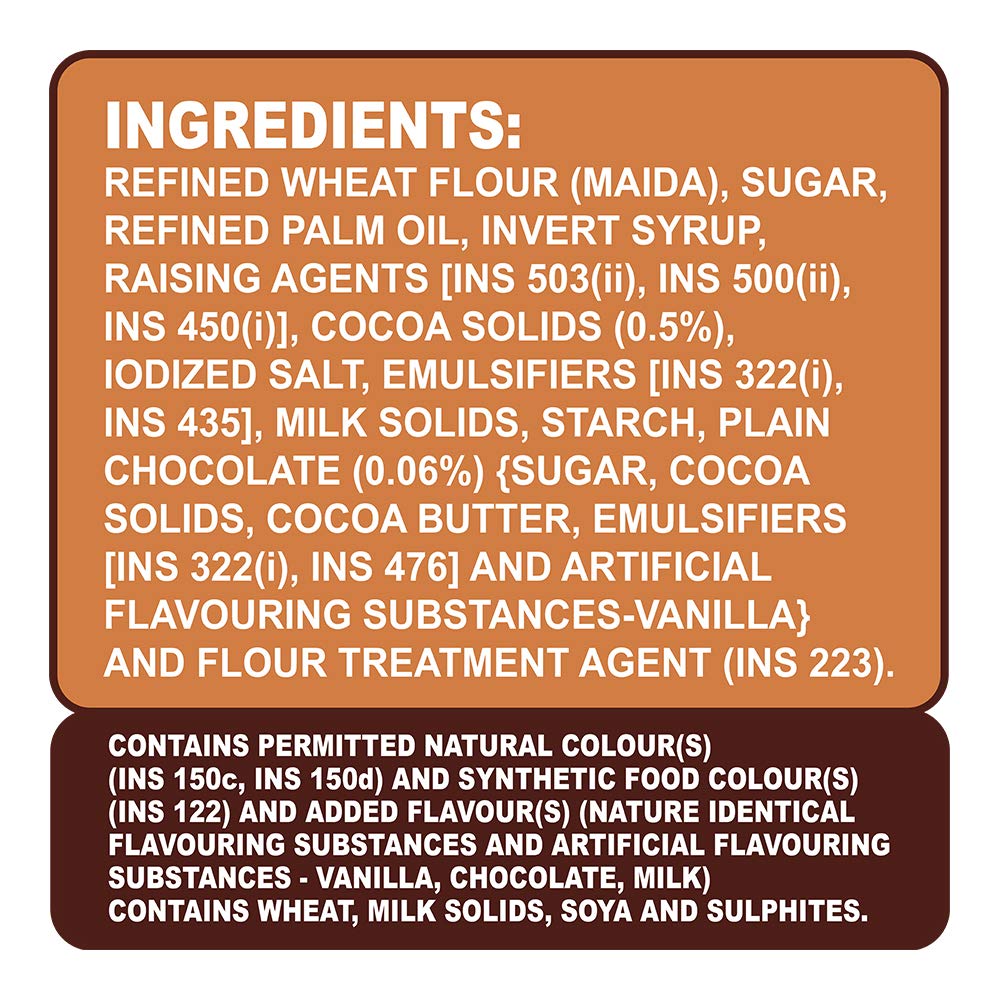 INGREDIENTS:
REFINED WHEAT FLOUR (MAIDA), SUGAR,
REFINED PALM OIL, INVERT SYRUP,
RAISING AGENTS [INS 503(ii), INS 500(ii),
INS 450(i)], COCOA SOLIDS (0.5%),
IODIZED SALT, EMULSIFIERS [INS 322(i),
INS 435], MILK SOLIDS, STARCH, PLAIN
CHOCOLATE (0.06%) {SUGAR, COCOA
SOLIDS, COCOA BUTTER, EMULSIFIERS
[INS 322(i), INS 476] AND ARTIFICIAL
FLAVOURING SUBSTANCES-VANILLA}
AND FLOUR TREATMENT AGENT (INS 223).
CONTAINS PERMITTED NATURAL COLOUR(S)
(INS 150c, INS 150d) AND SYNTHETIC FOOD COLOUR(S)
(INS 122) AND ADDED FLAVOUR(S) (NATURE IDENTICAL
FLAVOURING SUBSTANCES AND ARTIFICIAL FLAVOURING
SUBSTANCES - VANILLA, CHOCOLATE, MILK)
CONTAINS WHEAT, MILK SOLIDS, SOYA AND SULPHITES.